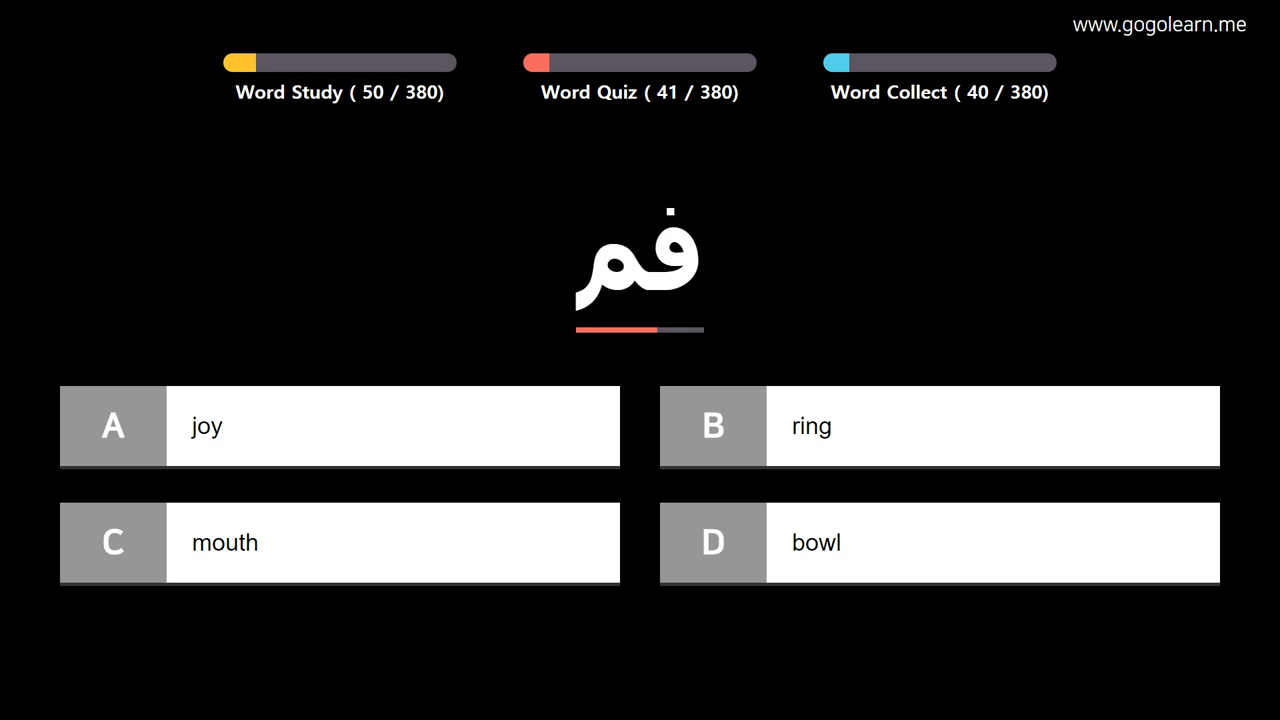 www.gogolearn.me
Word Study ( 50 / 380)
Word Quiz ( 41 / 380)
Word Collect ( 40 / 380)
فم
A joy
B ring
C mouth
D bowl